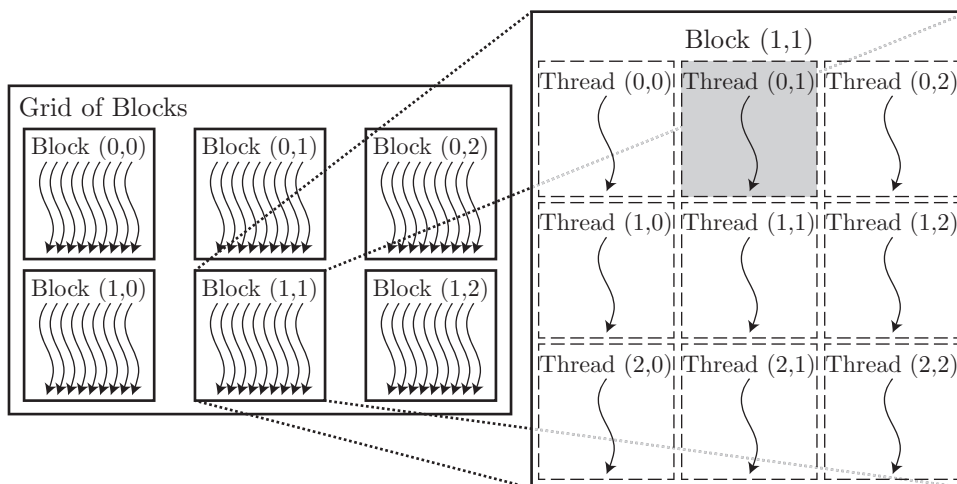 Grid of Blocks
Block (0,0)
Block (0,1)
Block (0,2)
Block (1,0)
Block (1,1)
Block (1,2)
Block (1,1)
Thread (0,0)
Thread (0,1)
Thread (0,2)
Thread (1,0)
Thread (1,1)
Thread (1,2)
Thread (2,0)
Thread (2,1)
Thread (2,2)